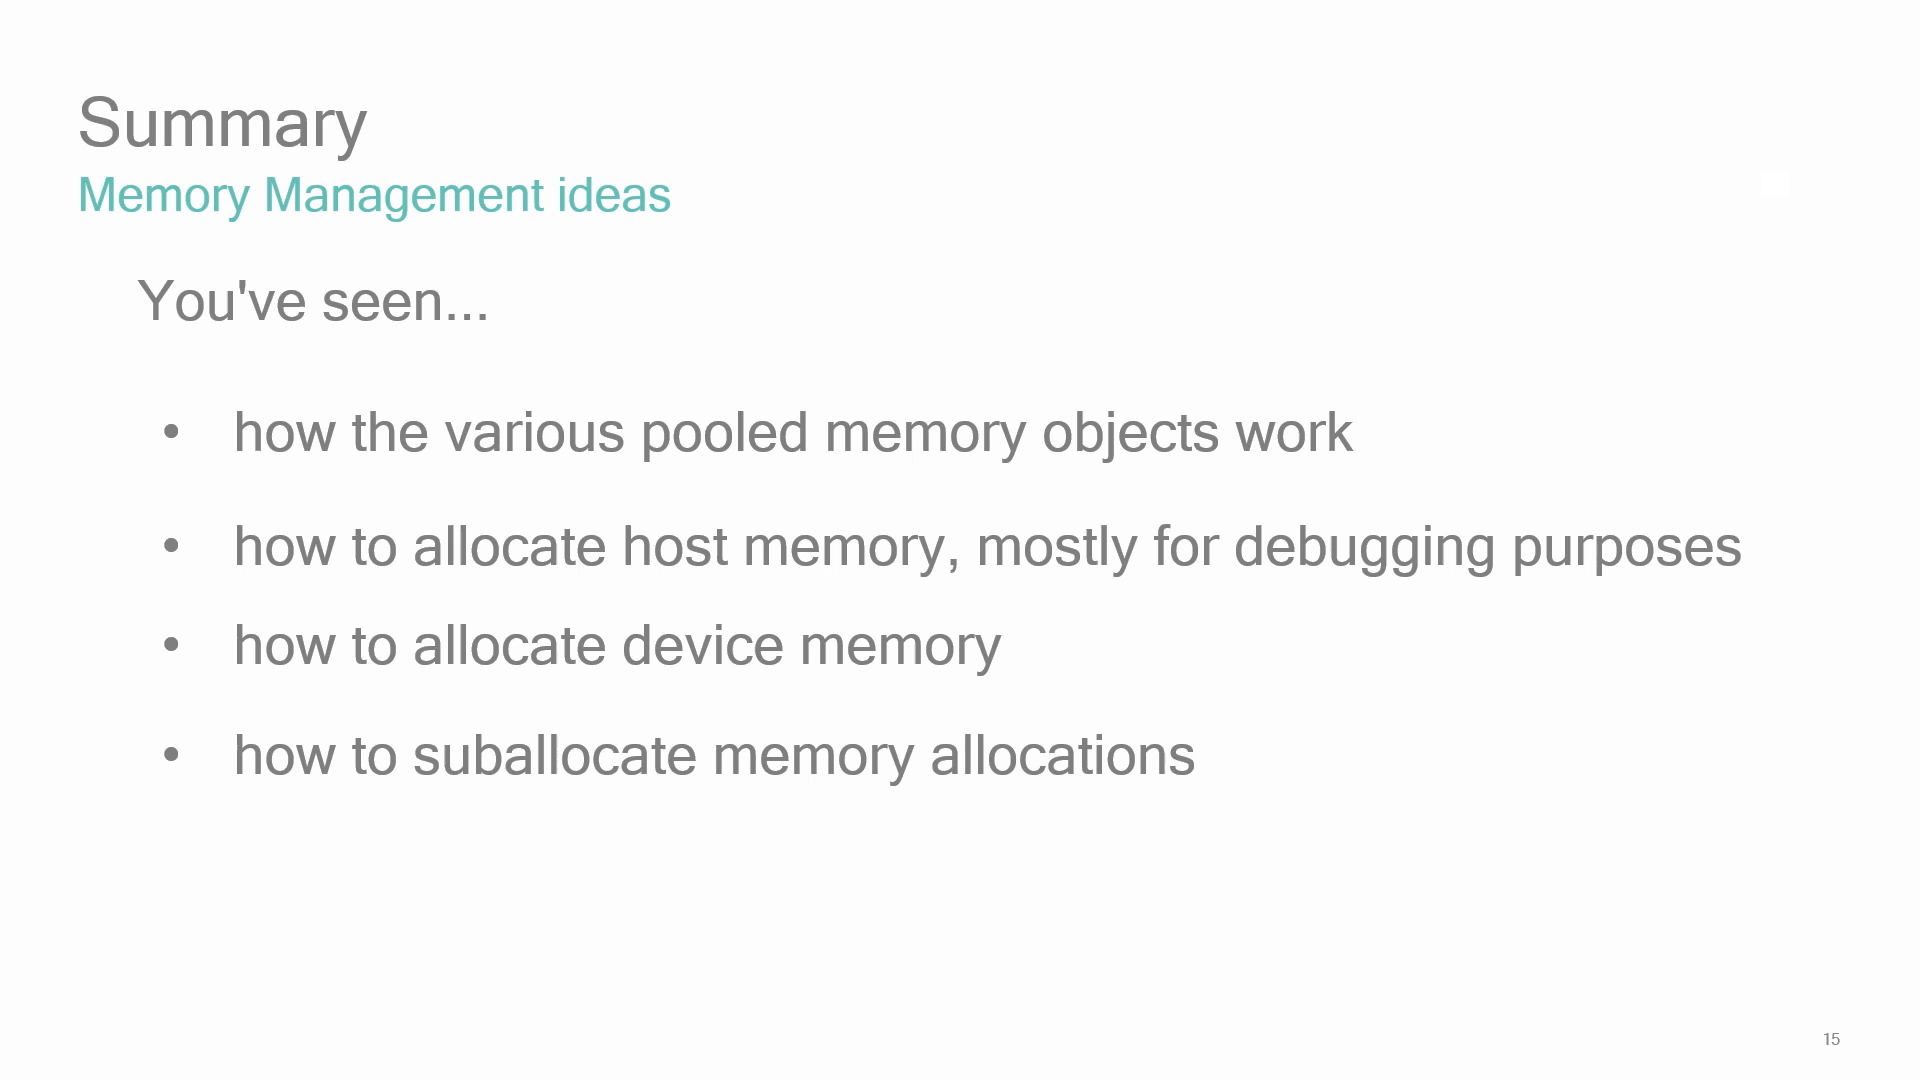 Summary
Memory Management ideas
You've seen...
• how the various pooled memory objects work
• how to allocate host memory, mostly for debugging purposes
• how to allocate device memory
• how to suballocate memory allocations
15